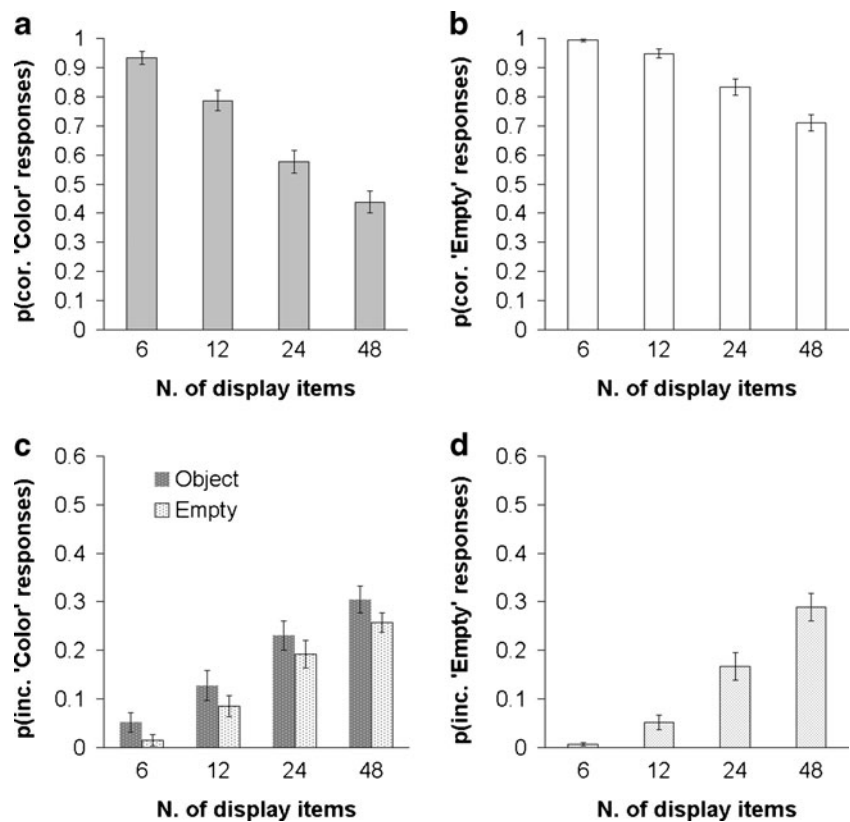 a
p(cor. 'Color' responses)
1
0.9
0.8
0.7
0.6
0.5
0.4
0.3
0.2
0.1
0
6 12 24 48
N. of display items
b
p(cor. 'Empty' responses)
1
0.9
0.8
0.7
0.6
0.5
0.4
0.3
0.2
0.1
0
6 12 24 48
N. of display items
c
p(inc. 'Color' responses)
0.6
0.5
0.4
0.3
0.2
0.1
0
Object
Empty
6 12 24 48
N. of display items
d
p(inc. 'Empty' responses)
0.6
0.5
0.4
0.3
0.2
0.1
0
6 12 24 48
N. of display items